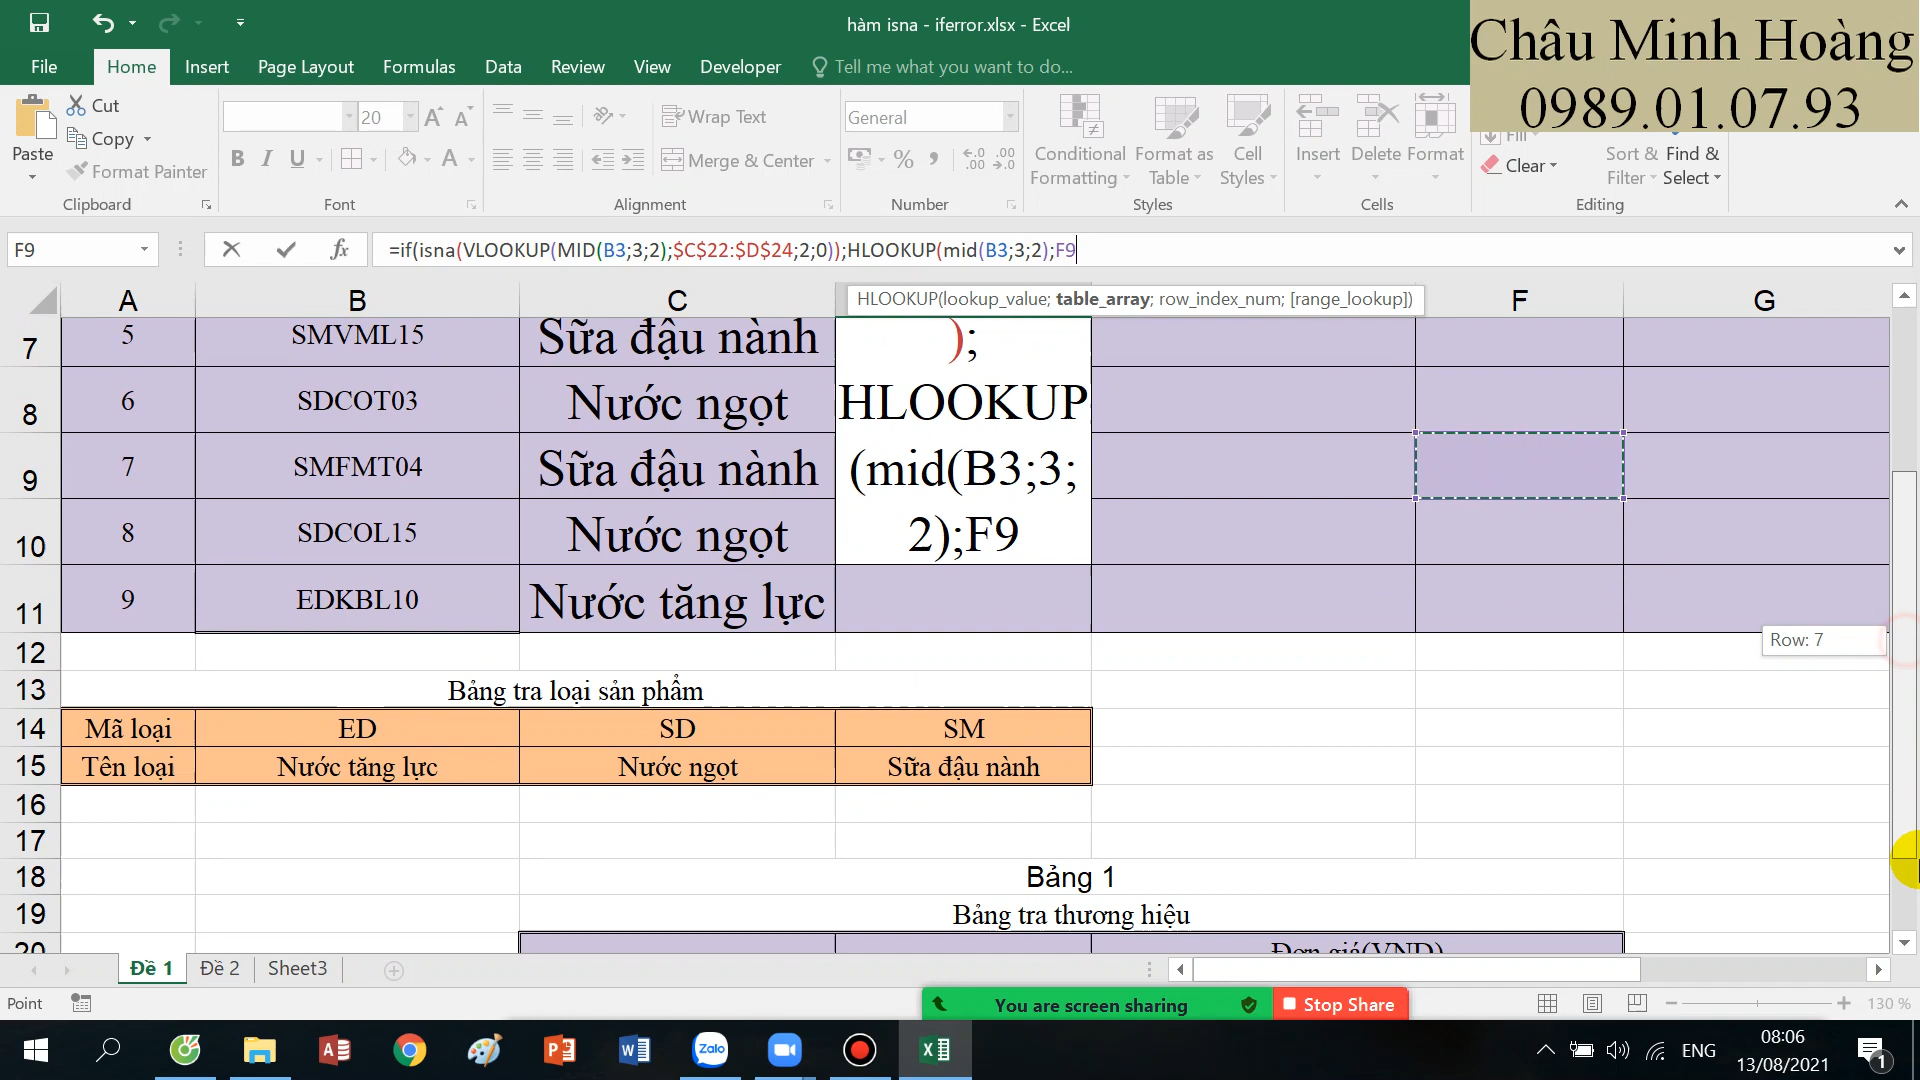 hàm isna - iferror.xlsx - Excel
Châu Minh Hoàng
0989.01.07.93
File Home Insert Page Layout Formulas Data Review View Developer Tell me what you want to do...
Paste
Cut
Copy
Format Painter
Clipboard
20
B I U
Font
Wrap Text
Merge & Center
Alignment
General
Number
Conditional Formatting
Format as Table
Cell Styles
Styles
Insert
Delete
Format
Cells
Fill
Clear
Sort & Filter
Find & Select
Editing
F9
=if(isna(VLOOKUP(MID(B3;3;2);$C$22:$D$24;2;0));HLOOKUP(mid(B3;3;2);F9
HLOOKUP(lookup_value; table_array; row_index_num; [range_lookup])
A B C F G
7 5 SMVML15 Sữa đậu nành );
8 6 SDCOT03 Nước ngọt HLOOKUP
9 7 SMFMT04 Sữa đậu nành (mid(B3;3;
10 8 SDCOL15 Nước ngọt 2);F9
11 9 EDKBL10 Nước tăng lực
Row: 7
12
13 Bảng tra loại sản phẩm
14 Mã loại ED SD SM
15 Tên loại Nước tăng lực Nước ngọt Sữa đậu nành
16
17
18 Bảng 1
19 Bảng tra thương hiệu
20 Đơn giá(VND)
Đề 1 Đề 2 Sheet3
Point
You are screen sharing Stop Share
130 %
Zalo
ENG
08:06
13/08/2021
1